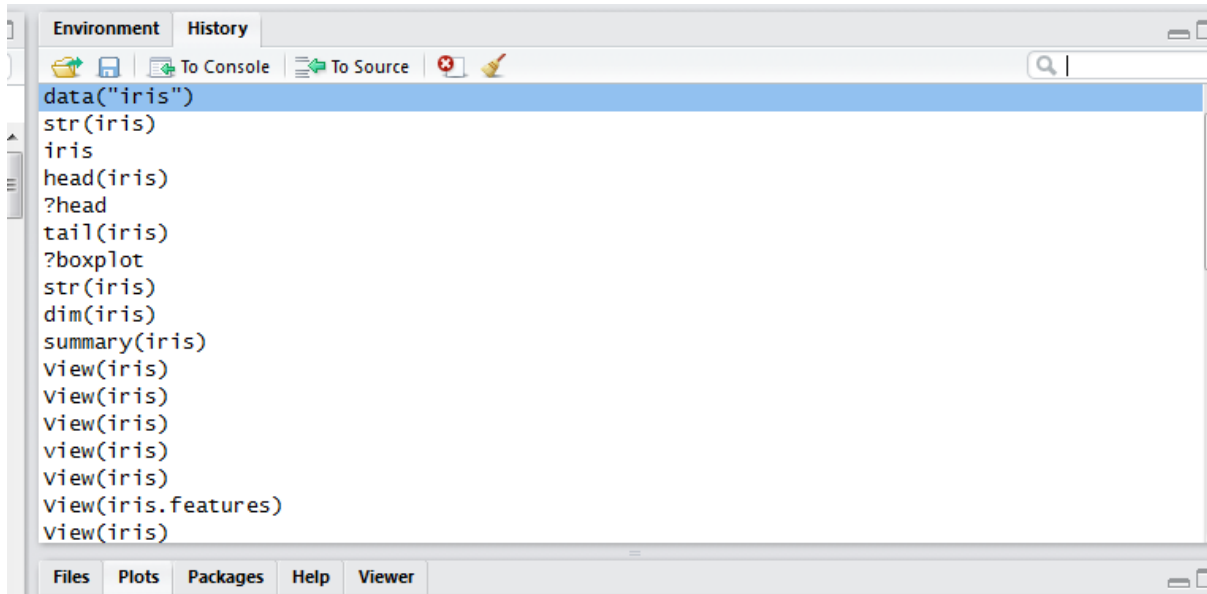 Environment History
To Console To Source
data("iris")
str(iris)
iris
head(iris)
?head
tail(iris)
?boxplot
str(iris)
dim(iris)
summary(iris)
View(iris)
View(iris)
View(iris)
view(iris)
View(iris)
View(iris.features)
View(iris)
Files Plots Packages Help Viewer